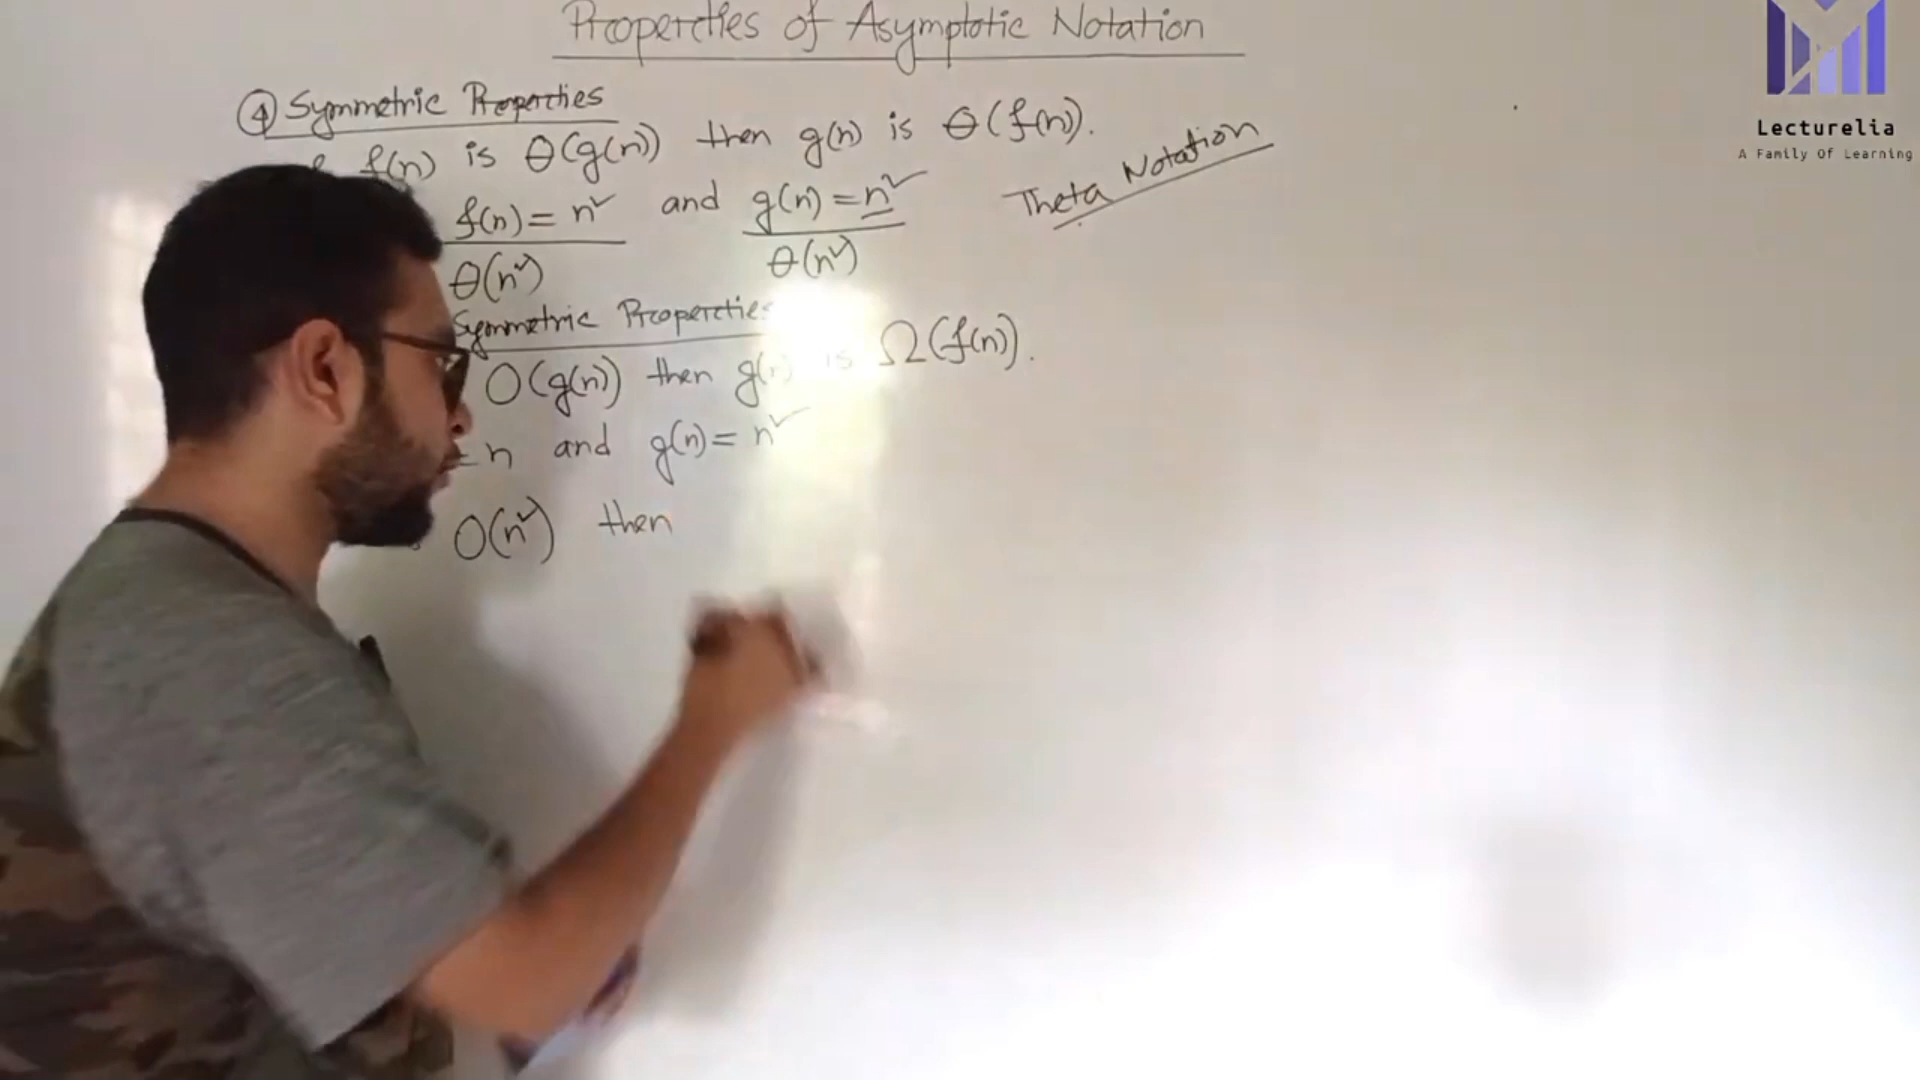 Properties of Asymptotic Notation
④ Symmetric Properties
f(n) is θ(g(n)) then g(n) is θ(f(n)).
Theta Notation
f(n) = n² and g(n) = n²
θ(n²) θ(n²)
Symmetric Properties
O(g(n)) then g(n) is Ω(f(n)).
= n and g(n) = n²
O(n²) then
Lecturelia
A Family Of Learning